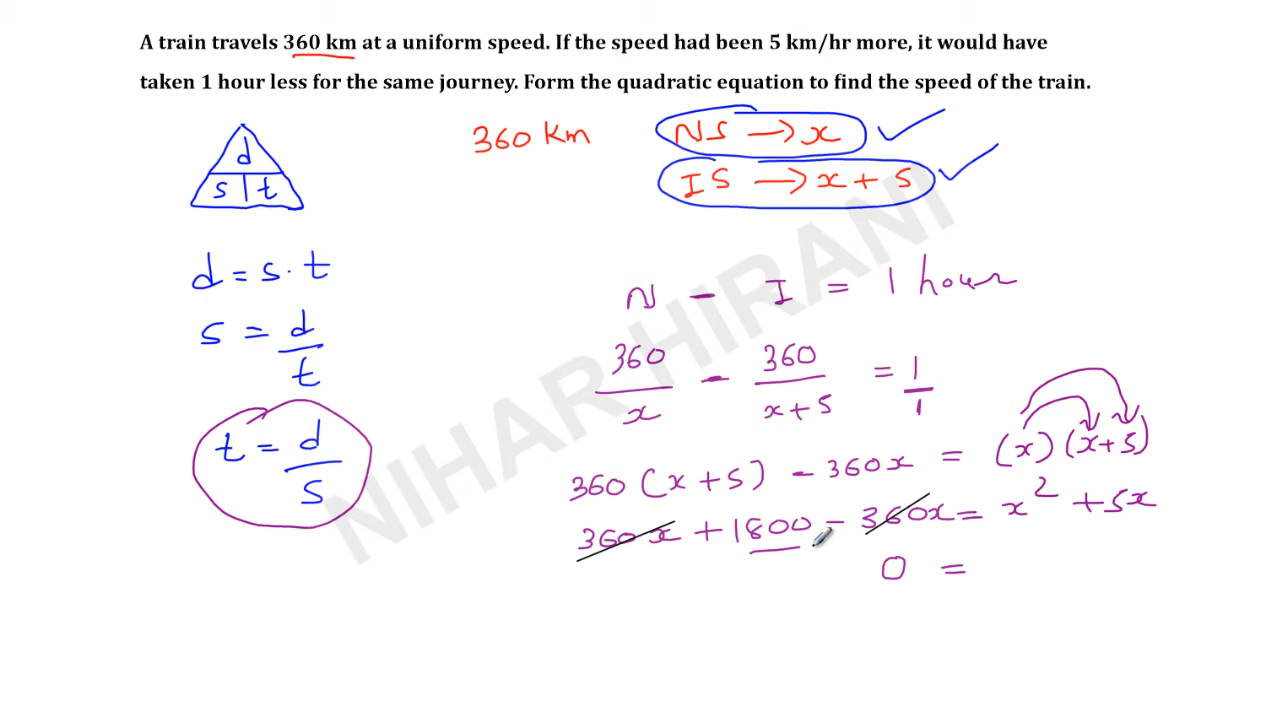 A train travels 360 km at a uniform speed. If the speed had been 5 km/hr more, it would have
taken 1 hour less for the same journey. Form the quadratic equation to find the speed of the train.
360 km
NS → x
IS → x + 5
d
s | t
d = s · t
s = d/t
t = d/s
N - I = 1 hour
360/x - 360/(x+5) = 1/1
360 (x + 5) - 360x = (x) (x+5)
360x + 1800 - 360x = x² + 5x
0 =
NIHAR HIRANI